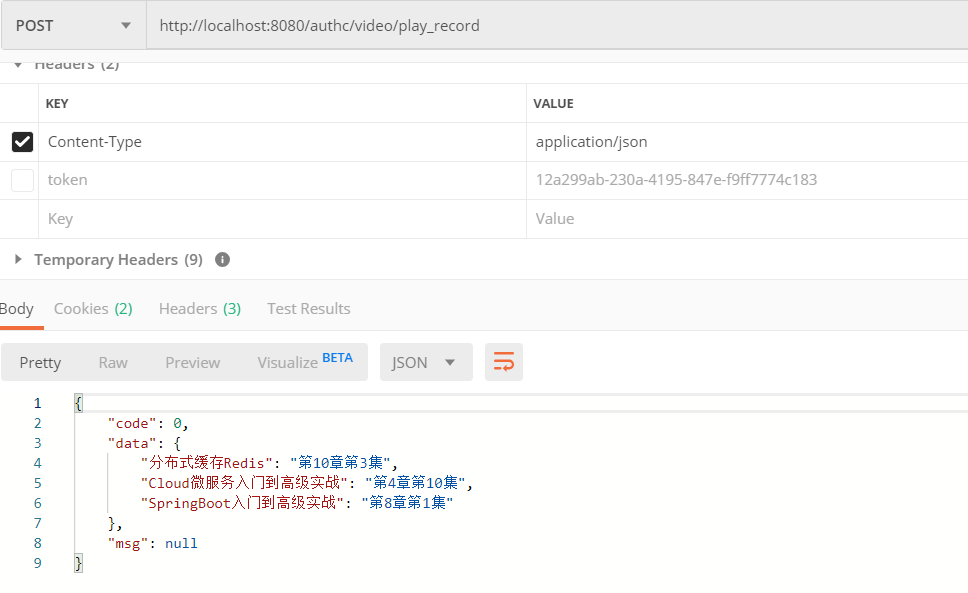 POST http://localhost:8080/authc/video/play_record
Headers (2)
KEY VALUE
Content-Type application/json
token 12a299ab-230a-4195-847e-f9ff7774c183
Key Value
Temporary Headers (9) i
Body Cookies (2) Headers (3) Test Results
Pretty Raw Preview Visualize BETA JSON
1 {
2 "code": 0,
3 "data": {
4 "分布式缓存Redis": "第10章第3集",
5 "Cloud微服务入门到高级实战": "第4章第10集",
6 "SpringBoot入门到高级实战": "第8章第1集"
7 },
8 "msg": null
9 }